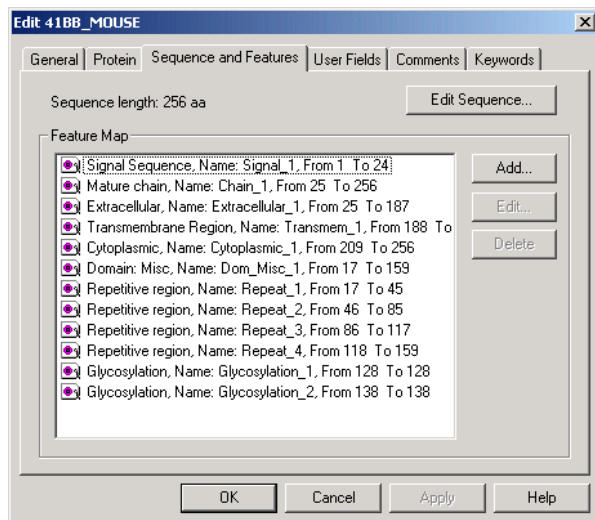 Edit 41BB_MOUSE
General Protein Sequence and Features User Fields Comments Keywords
Sequence length: 256 aa
Edit Sequence...
Feature Map
Signal Sequence, Name: Signal_1, From 1 To 24
Mature chain, Name: Chain_1, From 25 To 256
Extracellular, Name: Extracellular_1, From 25 To 187
Transmembrane Region, Name: Transmem_1, From 188 To
Cytoplasmic, Name: Cytoplasmic_1, From 209 To 256
Domain: Misc, Name: Dom_Misc_1, From 17 To 159
Repetitive region, Name: Repeat_1, From 17 To 45
Repetitive region, Name: Repeat_2, From 46 To 85
Repetitive region, Name: Repeat_3, From 86 To 117
Repetitive region, Name: Repeat_4, From 118 To 159
Glycosylation, Name: Glycosylation_1, From 128 To 128
Glycosylation, Name: Glycosylation_2, From 138 To 138
Add...
Edit...
Delete
OK Cancel Apply Help